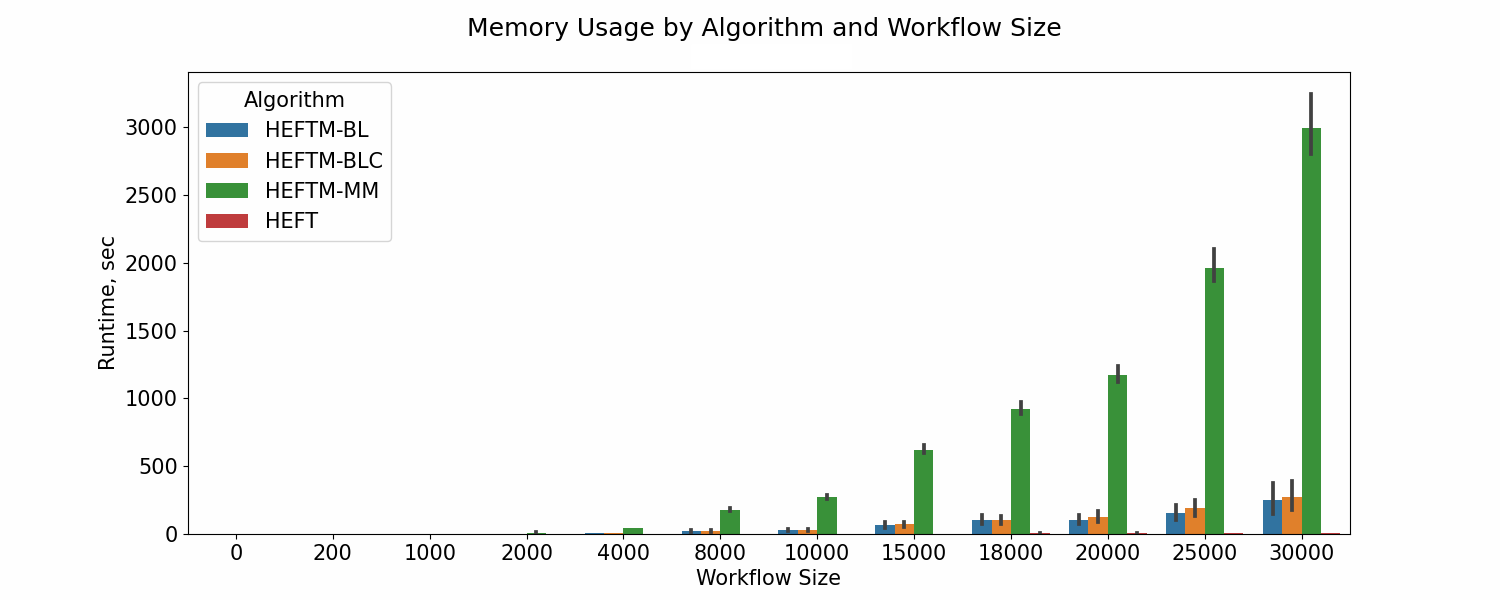 Memory Usage by Algorithm and Workflow Size
Algorithm
HEFTM-BL
HEFTM-BLC
HEFTM-MM
HEFT
3000
2500
2000
1500
1000
500
0
Runtime, sec
0 200 1000 2000 4000 8000 10000 15000 18000 20000 25000 30000
Workflow Size